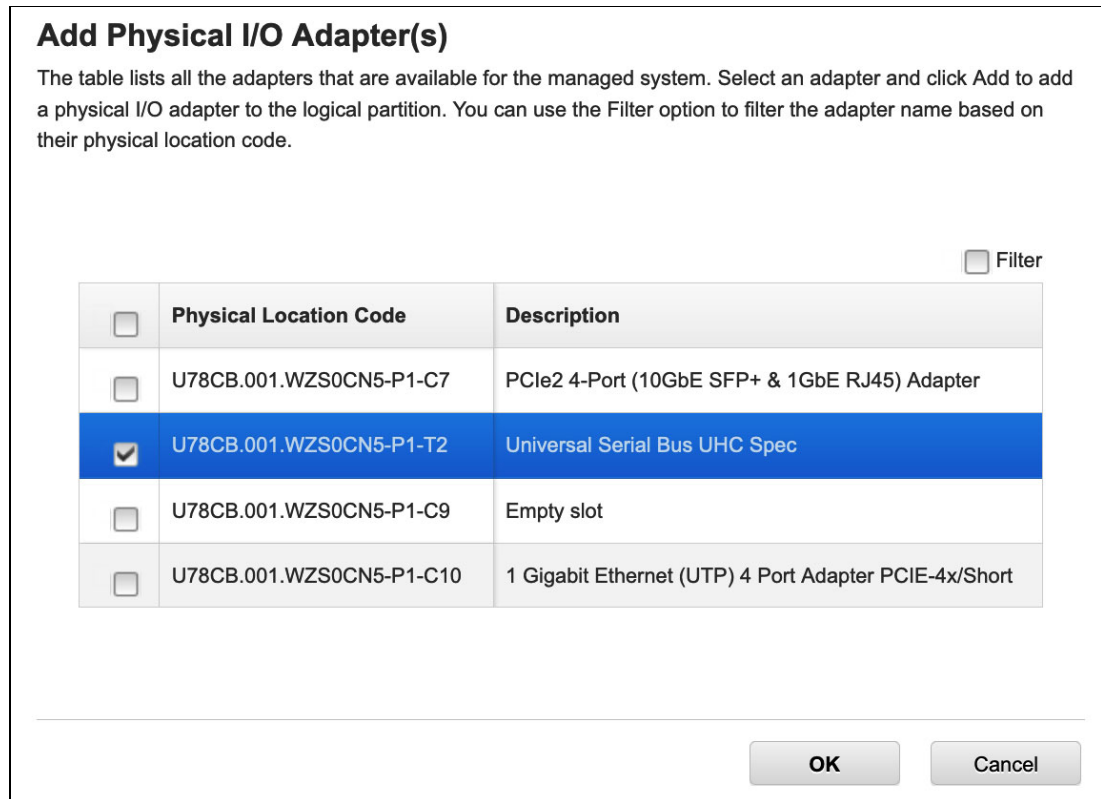 Add Physical I/O Adapter(s)
The table lists all the adapters that are available for the managed system. Select an adapter and click Add to add
a physical I/O adapter to the logical partition. You can use the Filter option to filter the adapter name based on
their physical location code.
Filter
Physical Location Code Description
U78CB.001.WZS0CN5-P1-C7 PCIe2 4-Port (10GbE SFP+ & 1GbE RJ45) Adapter
U78CB.001.WZS0CN5-P1-T2 Universal Serial Bus UHC Spec
U78CB.001.WZS0CN5-P1-C9 Empty slot
U78CB.001.WZS0CN5-P1-C10 1 Gigabit Ethernet (UTP) 4 Port Adapter PCIE-4x/Short
OK Cancel